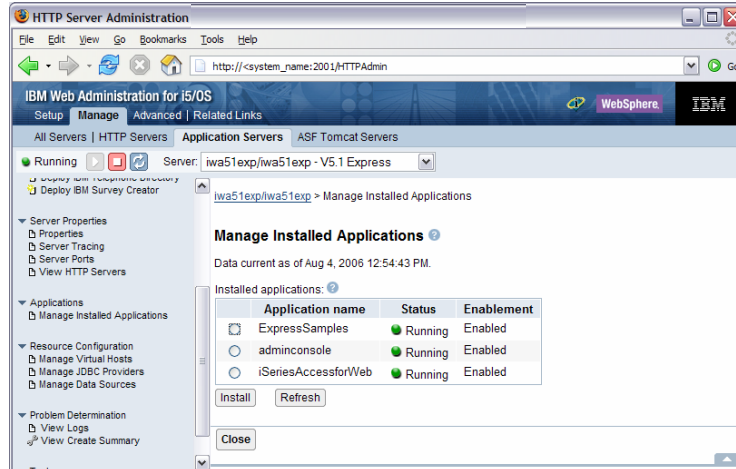 HTTP Server Administration
File Edit View Go Bookmarks Tools Help
http://<system_name:2001/HTTPAdmin
IBM Web Administration for i5/OS
WebSphere.
IBM
Setup Manage Advanced | Related Links
All Servers | HTTP Servers Application Servers ASF Tomcat Servers
Running Server: iwa51exp/iwa51exp - V5.1 Express
Deploy IBM Telephone Directory
Deploy IBM Survey Creator
Server Properties
Properties
Server Tracing
Server Ports
View HTTP Servers
Applications
Manage Installed Applications
Resource Configuration
Manage Virtual Hosts
Manage JDBC Providers
Manage Data Sources
Problem Determination
View Logs
View Create Summary
iwa51exp/iwa51exp > Manage Installed Applications
Manage Installed Applications
Data current as of Aug 4, 2006 12:54:43 PM.
Installed applications:
Application name Status Enablement
ExpressSamples Running Enabled
adminconsole Running Enabled
iSeriesAccessforWeb Running Enabled
Install Refresh
Close